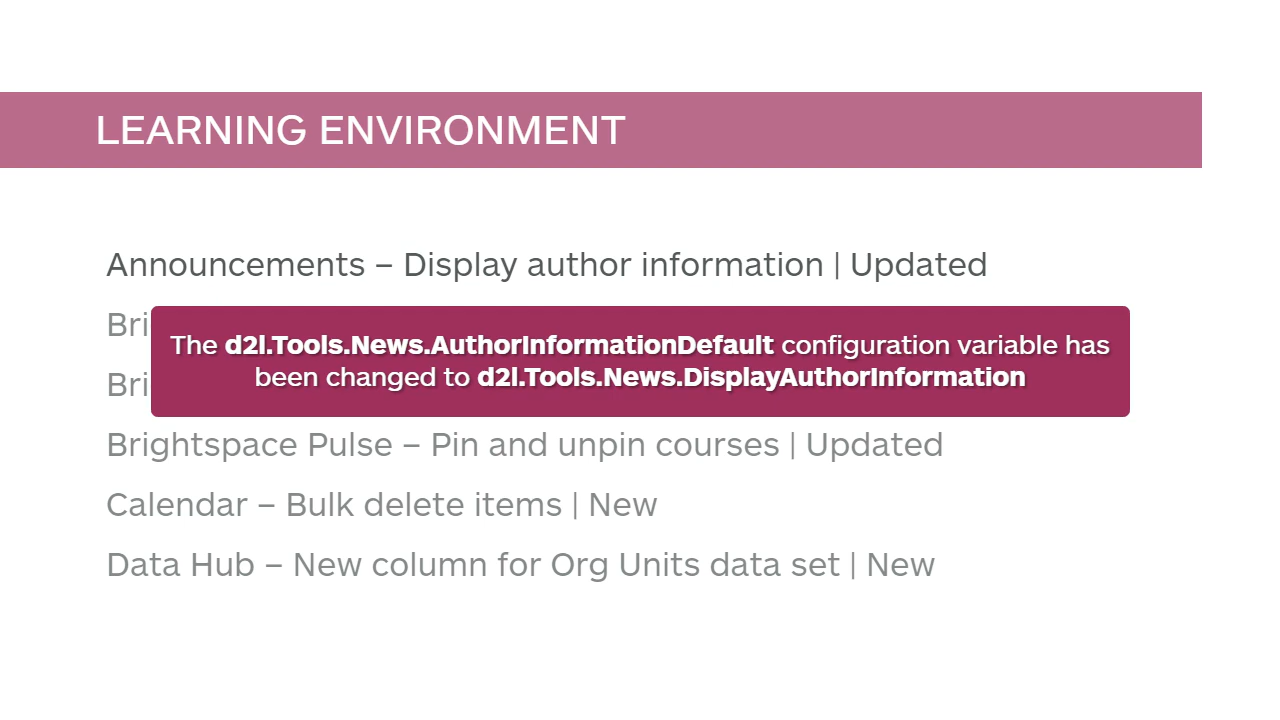 LEARNING ENVIRONMENT
Announcements – Display author information | Updated
Bri
The d2l.Tools.News.AuthorInformationDefault configuration variable has
been changed to d2l.Tools.News.DisplayAuthorInformation
Bri
Brightspace Pulse – Pin and unpin courses | Updated
Calendar – Bulk delete items | New
Data Hub – New column for Org Units data set | New